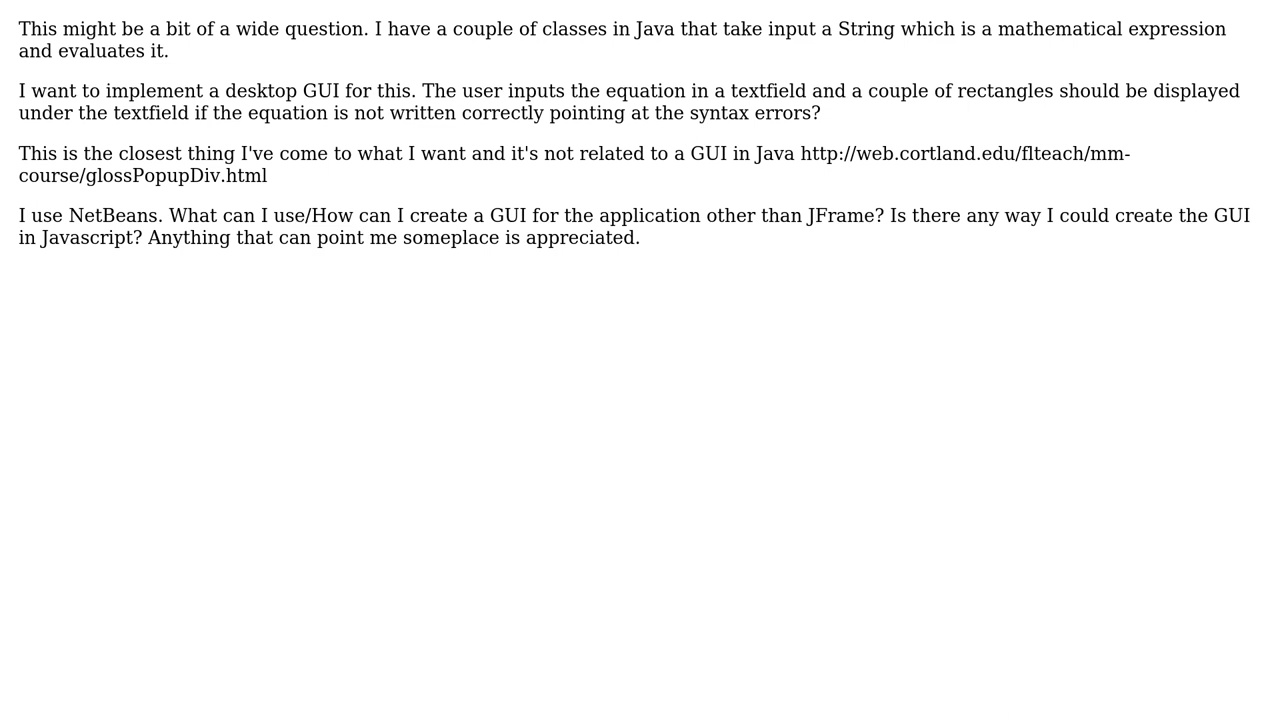 This might be a bit of a wide question. I have a couple of classes in Java that take input a String which is a mathematical expression
and evaluates it.
I want to implement a desktop GUI for this. The user inputs the equation in a textfield and a couple of rectangles should be displayed
under the textfield if the equation is not written correctly pointing at the syntax errors?
This is the closest thing I've come to what I want and it's not related to a GUI in Java http://web.cortland.edu/flteach/mm-
course/glossPopupDiv.html
I use NetBeans. What can I use/How can I create a GUI for the application other than JFrame? Is there any way I could create the GUI
in Javascript? Anything that can point me someplace is appreciated.